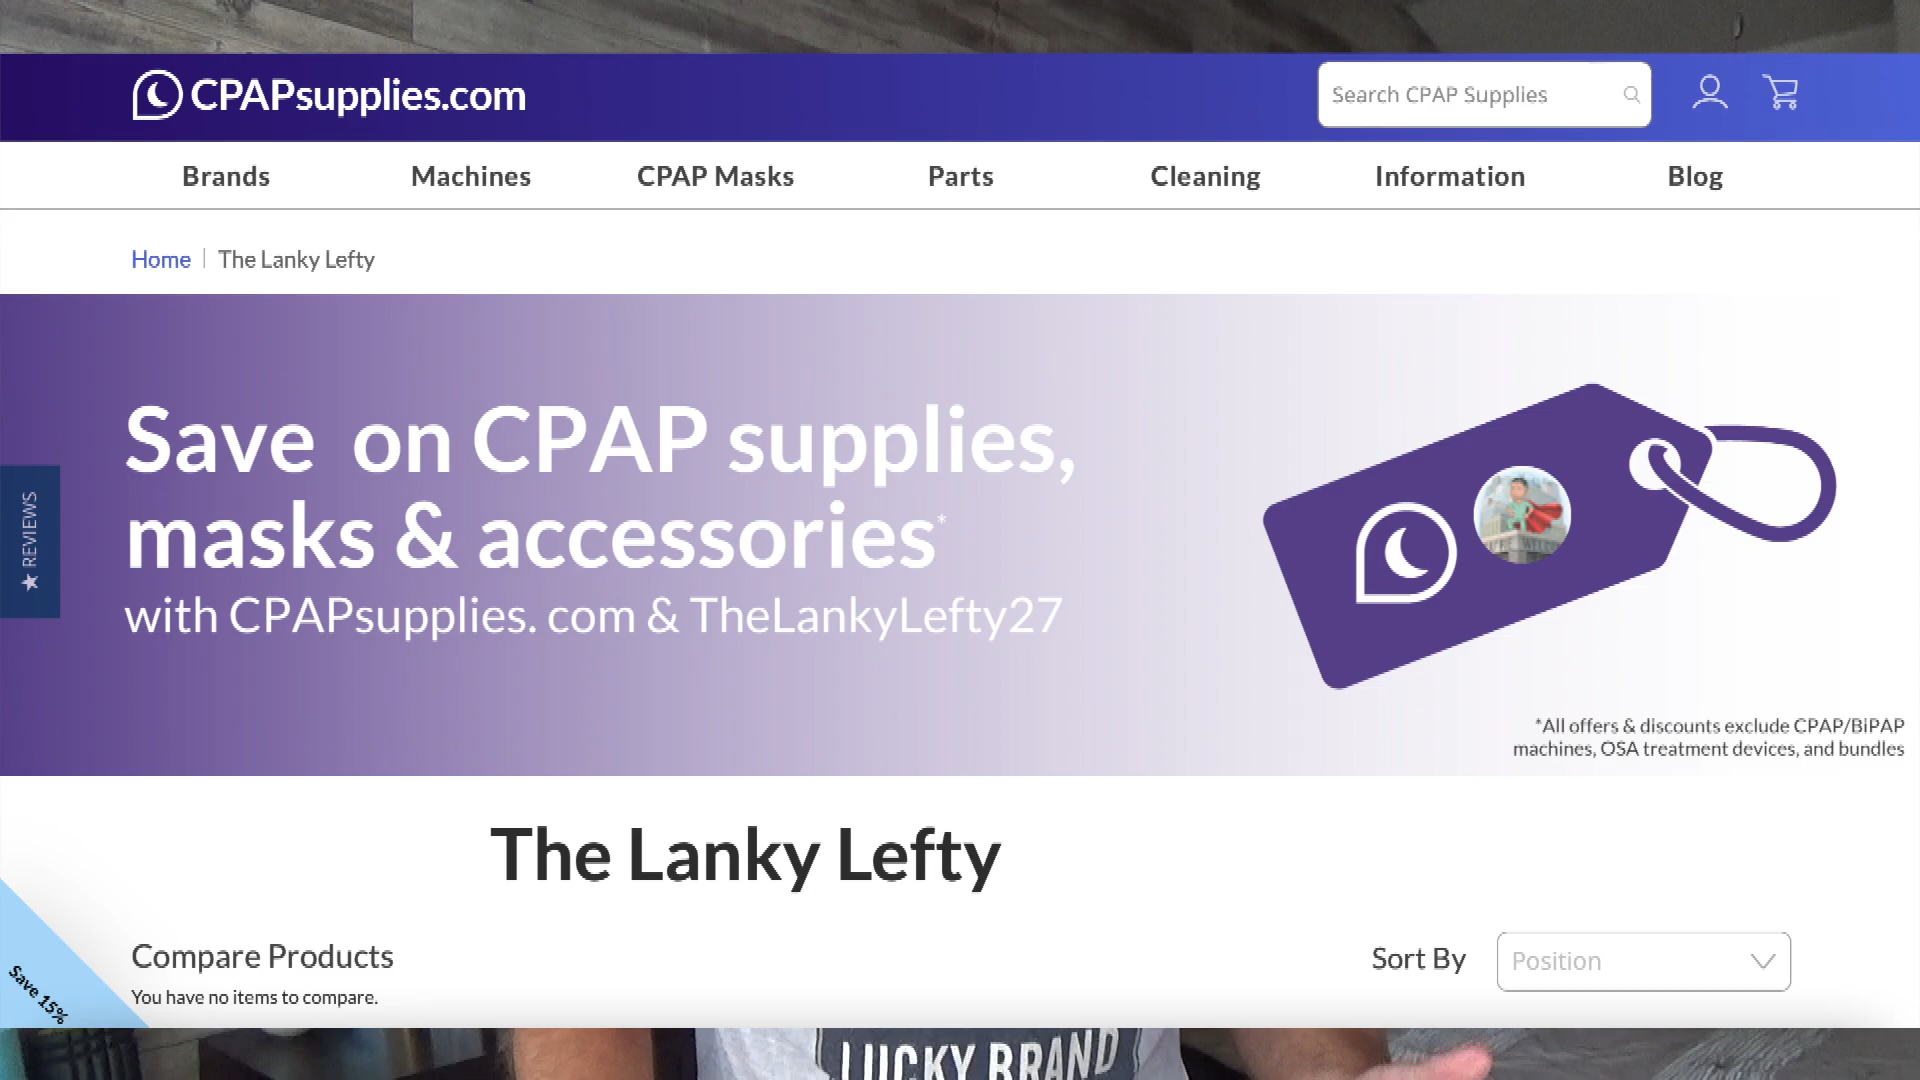 CPAPsupplies.com
Search CPAP Supplies
Brands Machines CPAP Masks Parts Cleaning Information Blog
Home | The Lanky Lefty
Save on CPAP supplies,
masks & accessories*
with CPAPsupplies. com & TheLankyLefty27
★ REVIEWS
*All offers & discounts exclude CPAP/BiPAP
machines, OSA treatment devices, and bundles
The Lanky Lefty
Compare Products
Sort By Position
You have no items to compare.
Save 15%
LUCKY BRAND